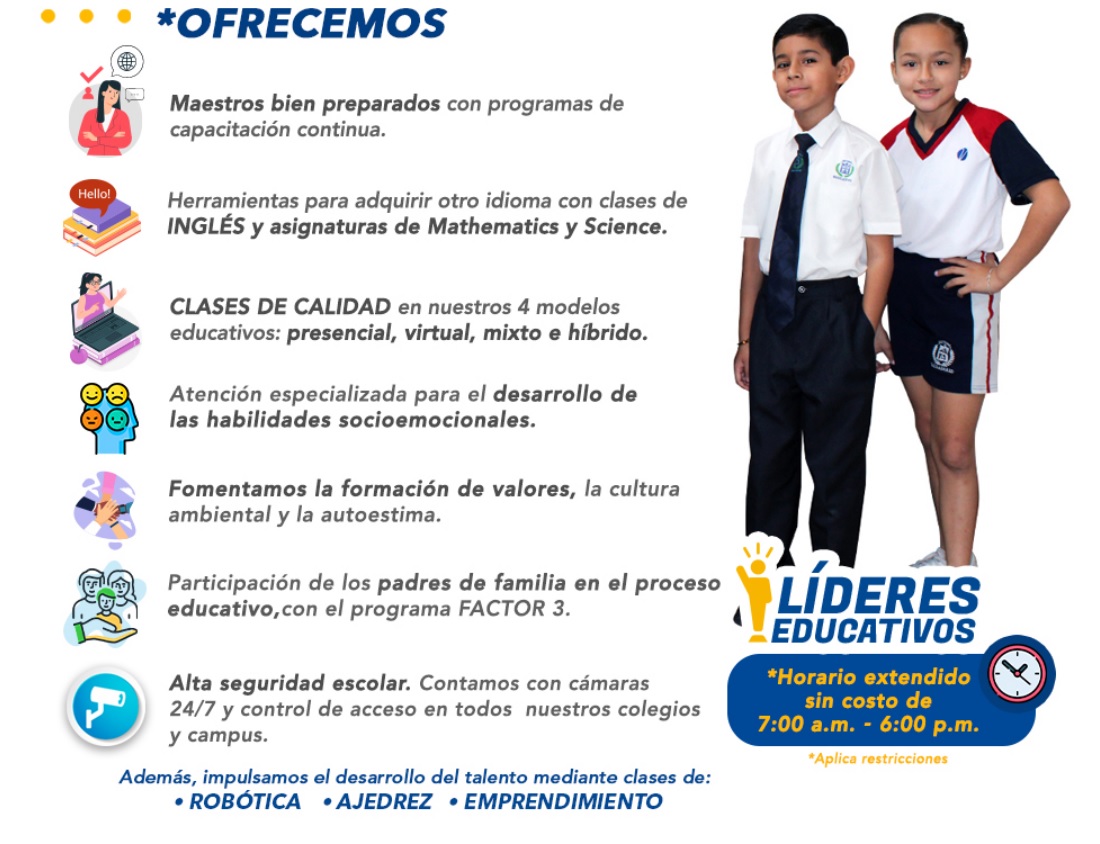 *OFRECEMOS
Maestros bien preparados con programas de
capacitación continua.
Hello!
Herramientas para adquirir otro idioma con clases de
INGLÉS y asignaturas de Mathematics y Science.
CLASES DE CALIDAD en nuestros 4 modelos
educativos: presencial, virtual, mixto e híbrido.
Atención especializada para el desarrollo de
las habilidades socioemocionales.
Fomentamos la formación de valores, la cultura
ambiental y la autoestima.
Participación de los padres de familia en el proceso
educativo,con el programa FACTOR 3.
Alta seguridad escolar. Contamos con cámaras
24/7 y control de acceso en todos nuestros colegios
y campus.
Además, impulsamos el desarrollo del talento mediante clases de:
• ROBÓTICA • AJEDREZ • EMPRENDIMIENTO
LÍDERES
EDUCATIVOS
*Horario extendido
sin costo de
7:00 a.m. - 6:00 p.m.
*Aplica restricciones